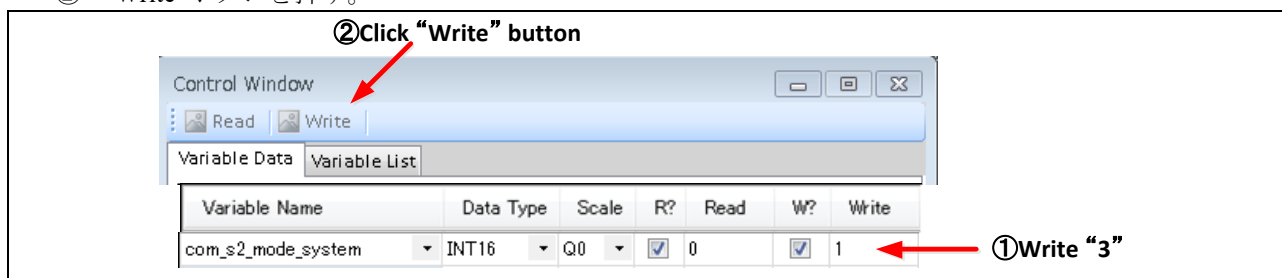 ②Click “Write” button
Control Window
Read Write
Variable Data Variable List
Variable Name Data Type Scale R? Read W? Write
com_s2_mode_system INT16 Q0 0 1
①Write “3”